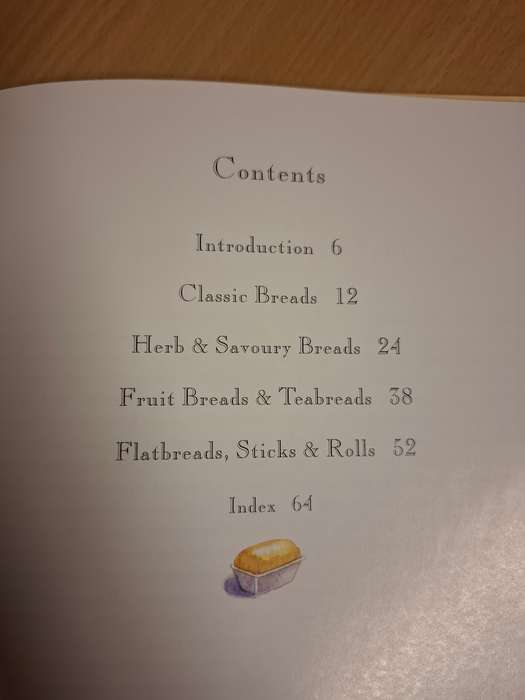 Contents
Introduction 6
Classic Breads 12
Herb & Savoury Breads 24
Fruit Breads & Teabreads 38
Flatbreads, Sticks & Rolls 52
Index 64